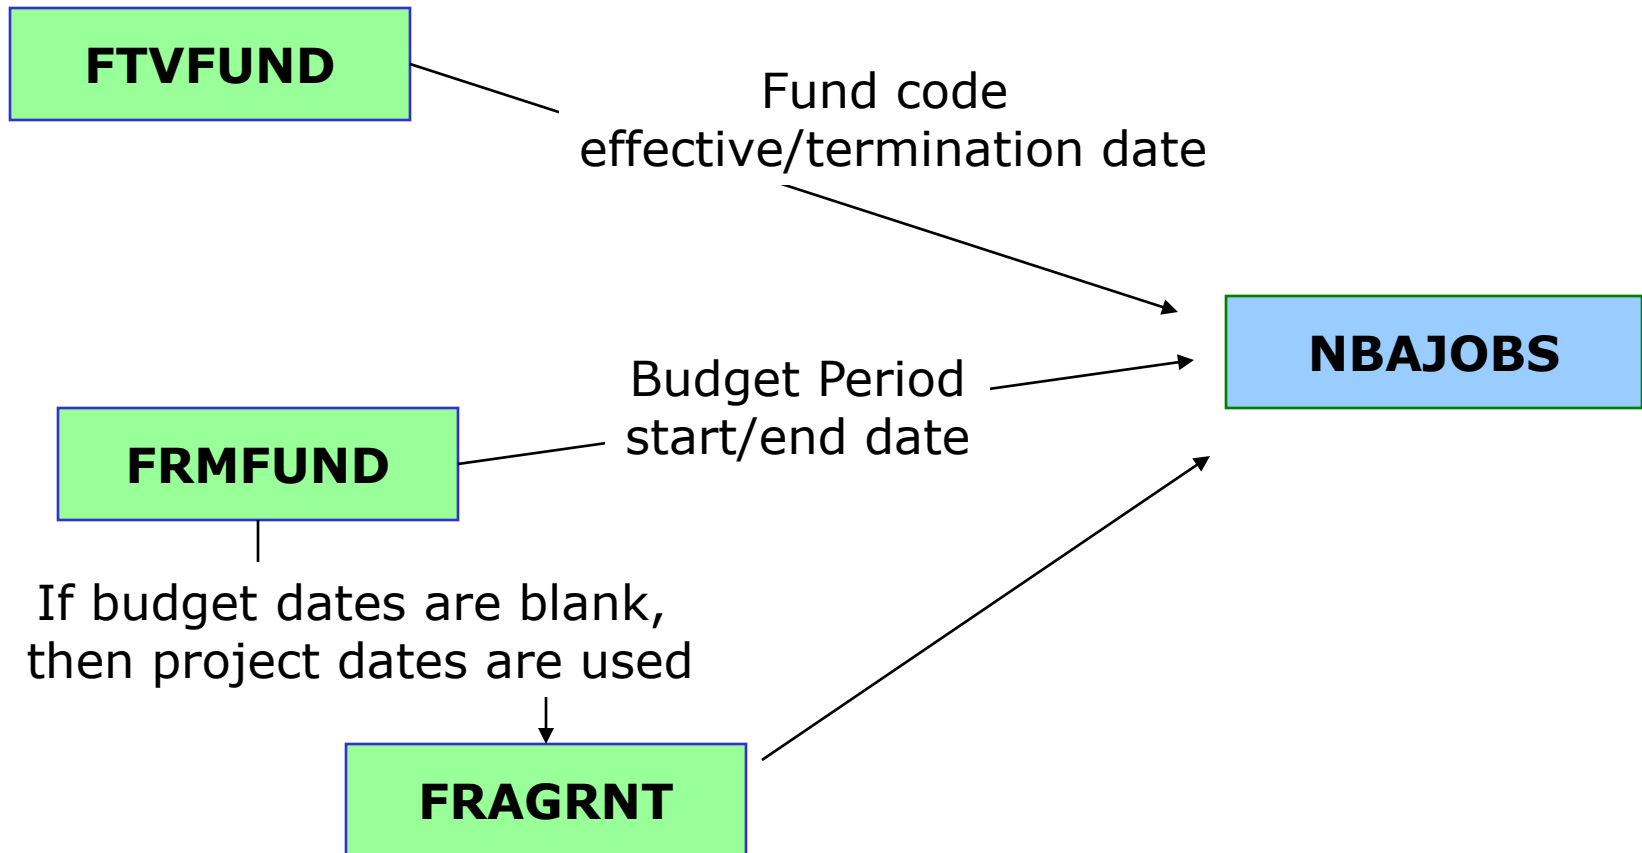 FTVFUND
Fund code
effective/termination date
NBAJOBS
Budget Period
start/end date
FRMFUND
If budget dates are blank,
then project dates are used
FRAGRNT